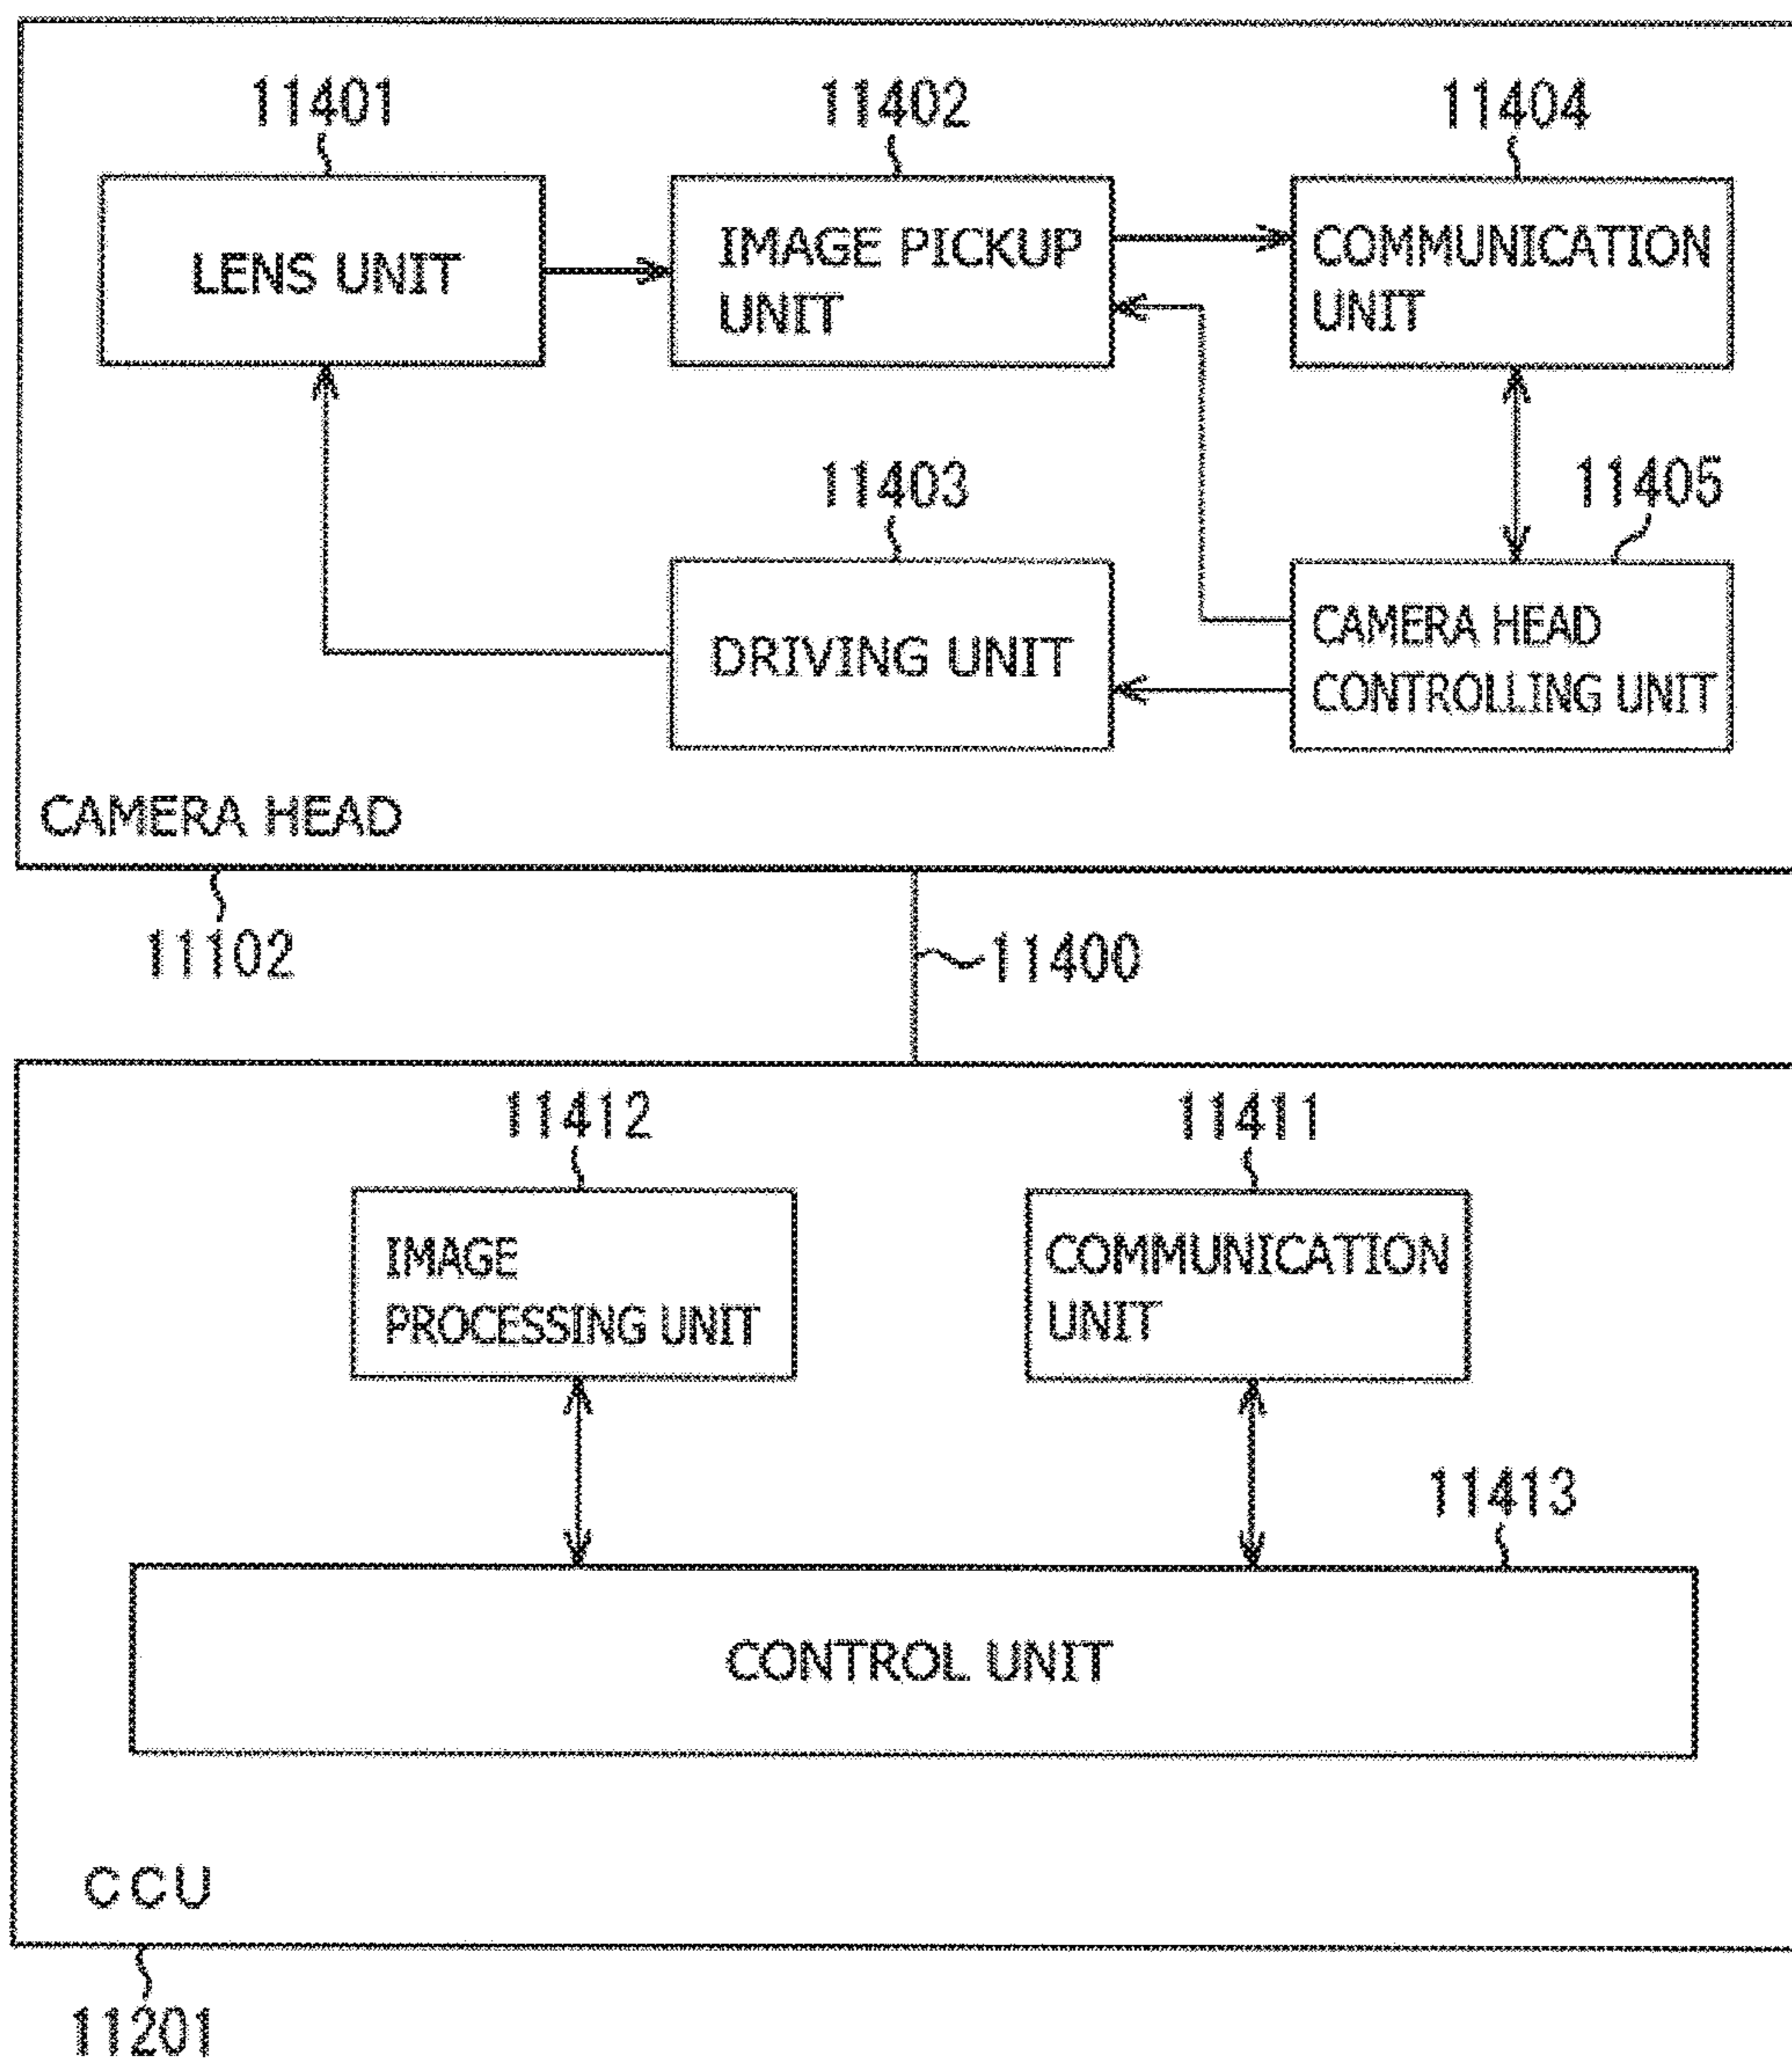 11401
11402
11404
LENS UNIT
IMAGE PICKUP
UNIT
COMMUNICATION
UNIT
11403
11405
DRIVING UNIT
CAMERA HEAD
CONTROLLING UNIT
CAMERA HEAD
11102
11400
11412
11411
IMAGE
PROCESSING UNIT
COMMUNICATION
UNIT
11413
CONTROL UNIT
CCU
11201